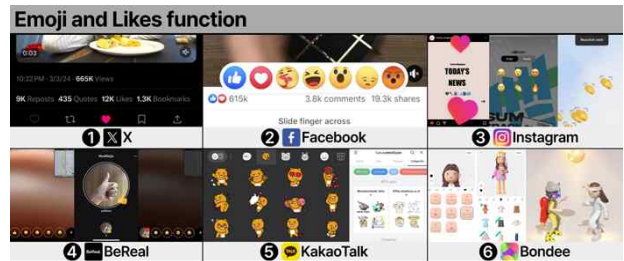 Emoji and Likes function
0:03
10:22 PM · 3/3/24 · 665K Views
9K Reposts 435 Quotes 12K Likes 1.3K Bookmarks
615k 3.8k comments 19.3k shares
Slide finger across
TODAY'S
NEWS
1 X
2 Facebook
3 Instagram
4 BeReal. BeReal
5 TALK KakaoTalk
6 Bondee